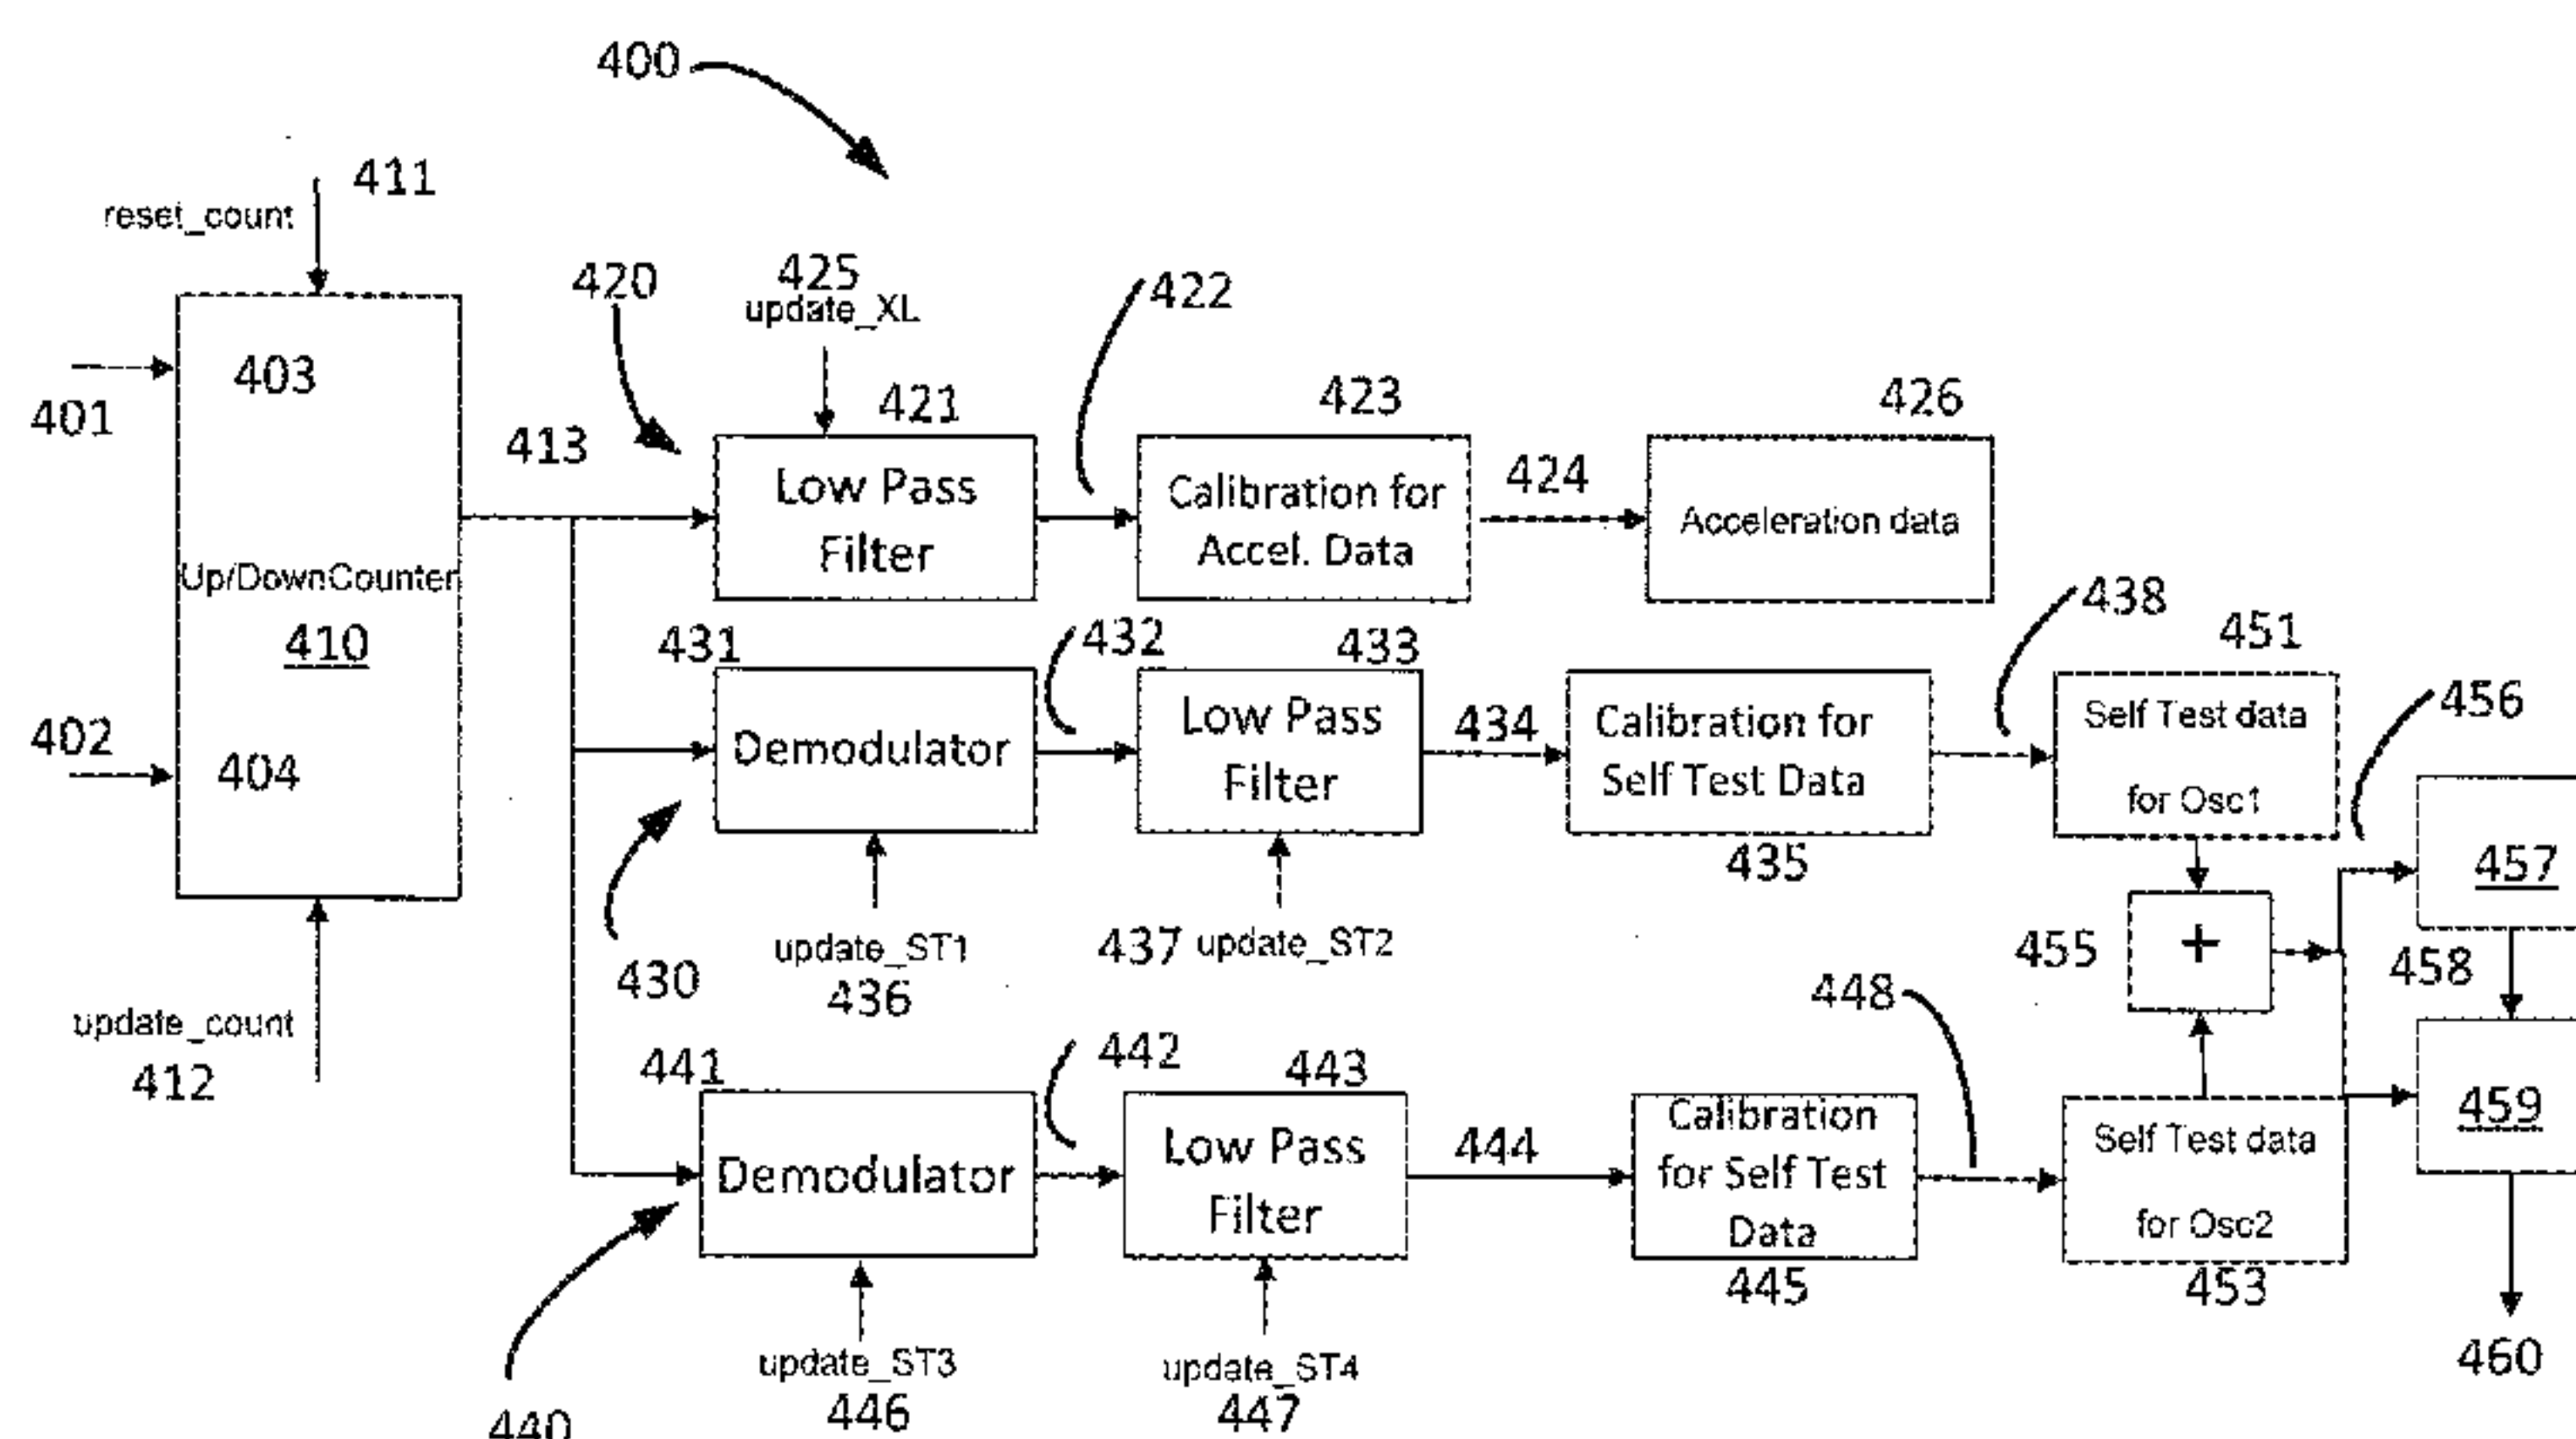 400
411
reset_count
403
401
Up/DownCounter
410
402
404
update_count
412
413
420
425
update_XL
421
Low Pass
Filter
422
423
Calibration for
Accel. Data
424
426
Acceleration data
431
Demodulator
430
update_ST1
436
432
433
Low Pass
Filter
437 update_ST2
434
Calibration for
Self Test Data
435
438
451
Self Test data
for Osc1
441
Demodulator
440
update_ST3
446
442
443
Low Pass
Filter
update_ST4
447
444
Calibration
for Self Test
Data
445
448
Self Test data
for Osc2
453
455
+
456
457
458
459
460